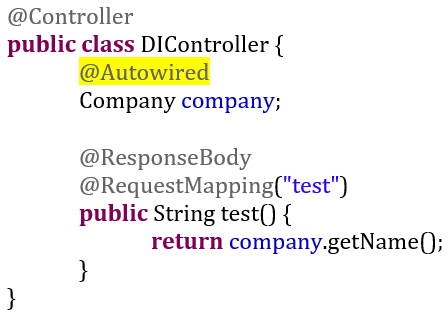 @Controller
public class DIController {
@Autowired
Company company;
@ResponseBody
@RequestMapping("test")
public String test() {
return company.getName();
}
}